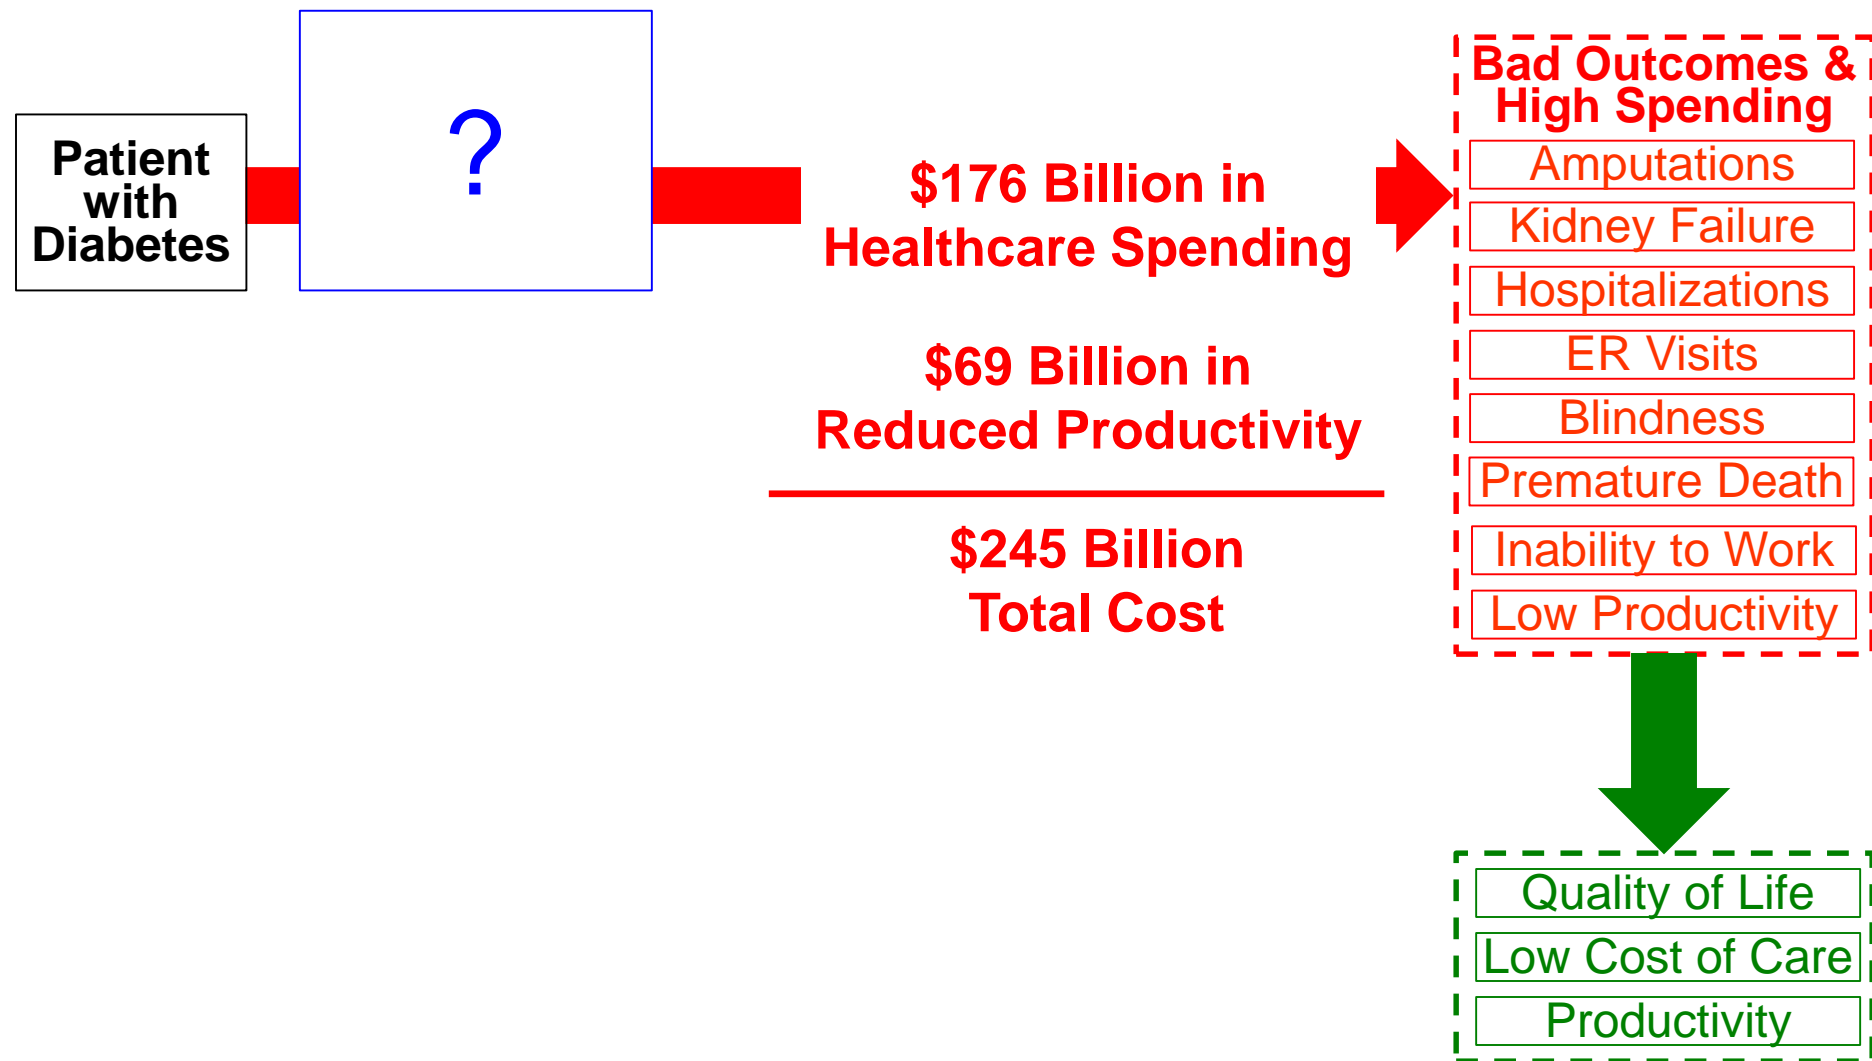 Patient
with
Diabetes
?
$176 Billion in
Healthcare Spending
$69 Billion in
Reduced Productivity
$245 Billion
Total Cost
Bad Outcomes &
High Spending
Amputations
Kidney Failure
Hospitalizations
ER Visits
Blindness
Premature Death
Inability to Work
Low Productivity
Quality of Life
Low Cost of Care
Productivity